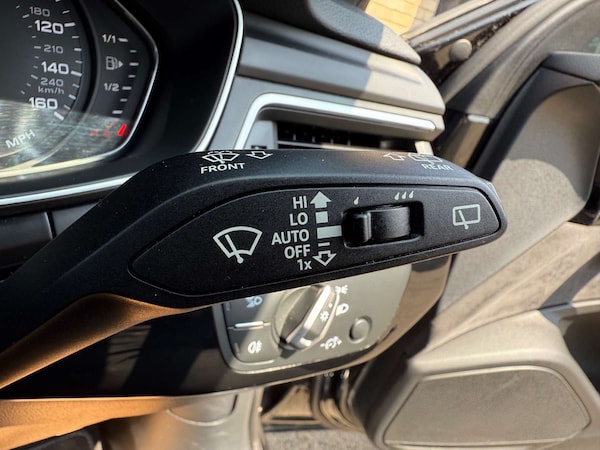 180
120
210
140
240
km/h
160
MPH
1/1
1/2
FRONT
REAR
HI
LO
AUTO
OFF
1x